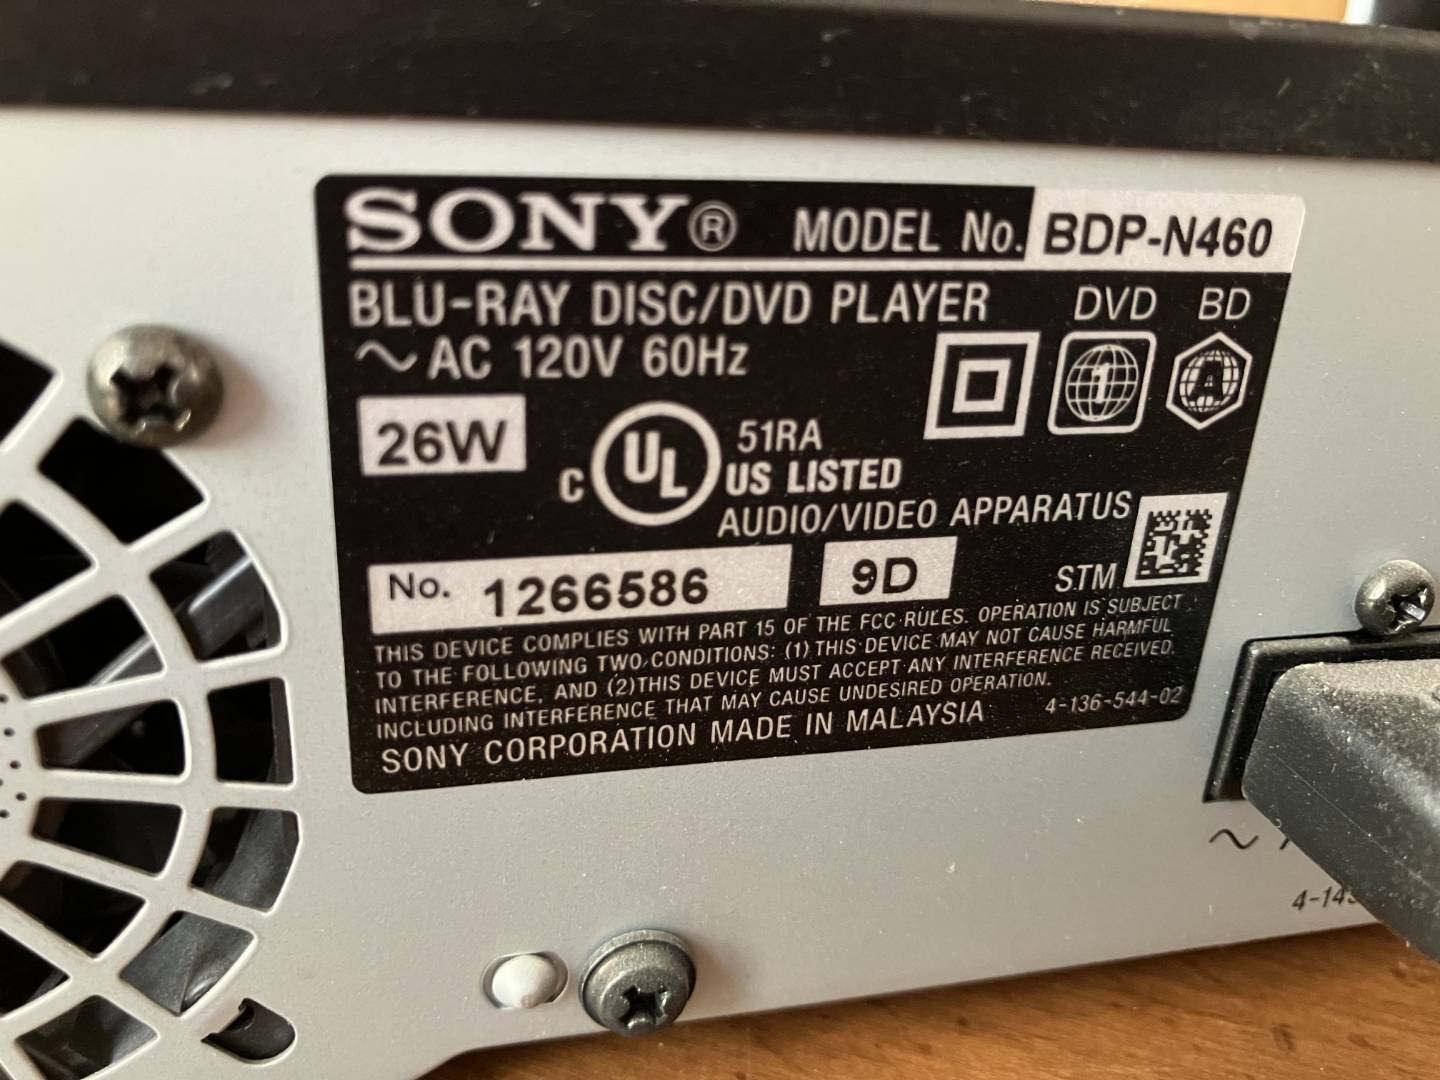 SONY® MODEL No. BDP-N460
BLU-RAY DISC/DVD PLAYER DVD BD
~ AC 120V 60Hz 1 A
26W
C UL US LISTED 51RA
AUDIO/VIDEO APPARATUS
No. 1266586 9D STM
THIS DEVICE COMPLIES WITH PART 15 OF THE FCC RULES. OPERATION IS SUBJECT
TO THE FOLLOWING TWO CONDITIONS: (1) THIS DEVICE MAY NOT CAUSE HARMFUL
INTERFERENCE, AND (2)THIS DEVICE MUST ACCEPT ANY INTERFERENCE RECEIVED,
INCLUDING INTERFERENCE THAT MAY CAUSE UNDESIRED OPERATION.
SONY CORPORATION MADE IN MALAYSIA 4-136-544-02
~